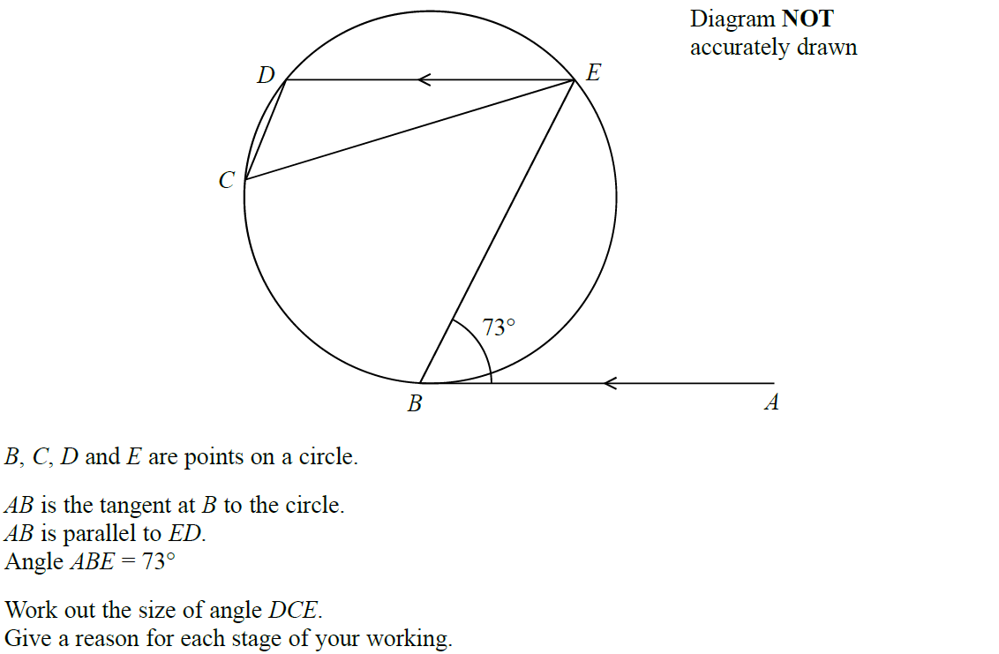 Diagram NOT
accurately drawn
D
E
C
73°
B
A
B, C, D and E are points on a circle.
AB is the tangent at B to the circle.
AB is parallel to ED.
Angle ABE = 73°
Work out the size of angle DCE.
Give a reason for each stage of your working.